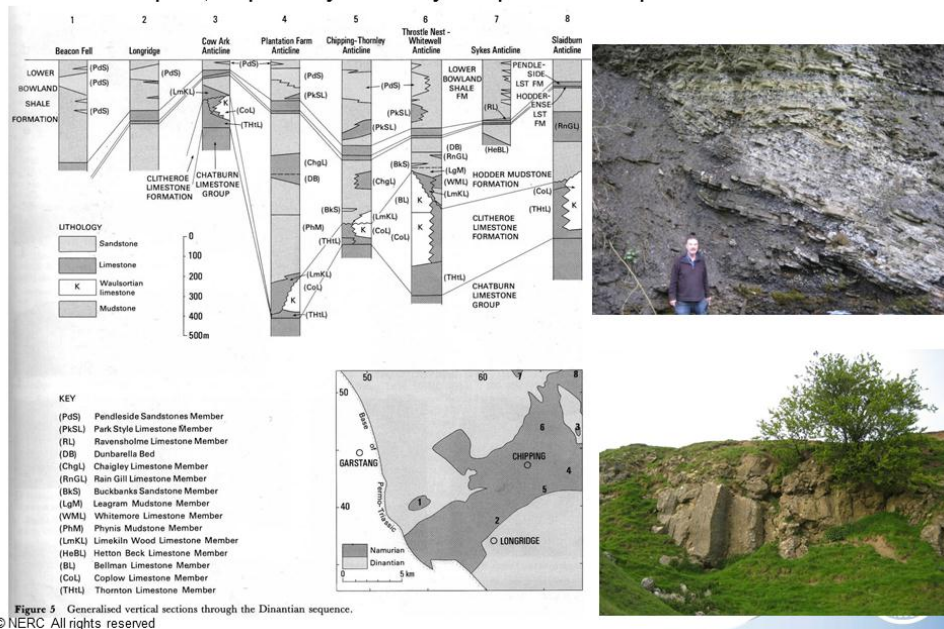 1 2 3 4 5 6 7 8
Beacon Fell
Longridge
Cow Ark
Anticline
Plantation Farm
Anticline
Chipping-Thornley
Anticline
Throstle Nest -
Whitewell
Anticline
Sykes Anticline
Slaidburn
Anticline
LOWER
BOWLAND
SHALE
FORMATION
(PdS)
(PdS)
(PdS)
(PdS)
(LmKL)
K
(CoL)
(THtL)
(PdS)
(PdS)
(PkSL)
(ChgL)
(DB)
(PhM)
(LmKL)
(CoL)
K
(THtL)
(PdS)
(PkSL)
(ChgL)
(BkS)
(LmKL)
(CoL)
K
(THtL)
LOWER
BOWLAND
SHALE
FM
(PkSL)
(DB)
(RnGL)
(BkS)
(LgM)
(WML)
(LmKL)
(BL)
K
(CoL)
K
(THtL)
(RL)
(HeBL)
PENDLE-
SIDE
LST FM
HODDER-
ENSE
LST
FM
(RnGL)
(CoL)
(THtL)
K
HODDER MUDSTONE
FORMATION
CLITHEROE
LIMESTONE
FORMATION
CHATBURN
LIMESTONE
GROUP
CLITHEROE
LIMESTONE
FORMATION
CHATBURN
LIMESTONE
GROUP
LITHOLOGY
Sandstone
Limestone
K Waulsortian
limestone
Mudstone
0
100
200
300
400
500m
KEY
(PdS) Pendleside Sandstones Member
(PkSL) Park Style Limestone Member
(RL) Ravensholme Limestone Member
(DB) Dunbarella Bed
(ChgL) Chaigley Limestone Member
(RnGL) Rain Gill Limestone Member
(BkS) Buckbanks Sandstone Member
(LgM) Leagram Mudstone Member
(WML) Whitemore Limestone Member
(PhM) Phynis Mudstone Member
(LmKL) Limekiln Wood Limestone Member
(HeBL) Hetton Beck Limestone Member
(BL) Bellman Limestone Member
(CoL) Coplow Limestone Member
(THtL) Thornton Limestone Member
50 60 7 8
50
40
Base of Permo-Triassic
GARSTANG
CHIPPING
LONGRIDGE
6
3
4
5
1
2
Namurian
Dinantian
0 5 km
Figure 5 Generalised vertical sections through the Dinantian sequence.
© NERC All rights reserved